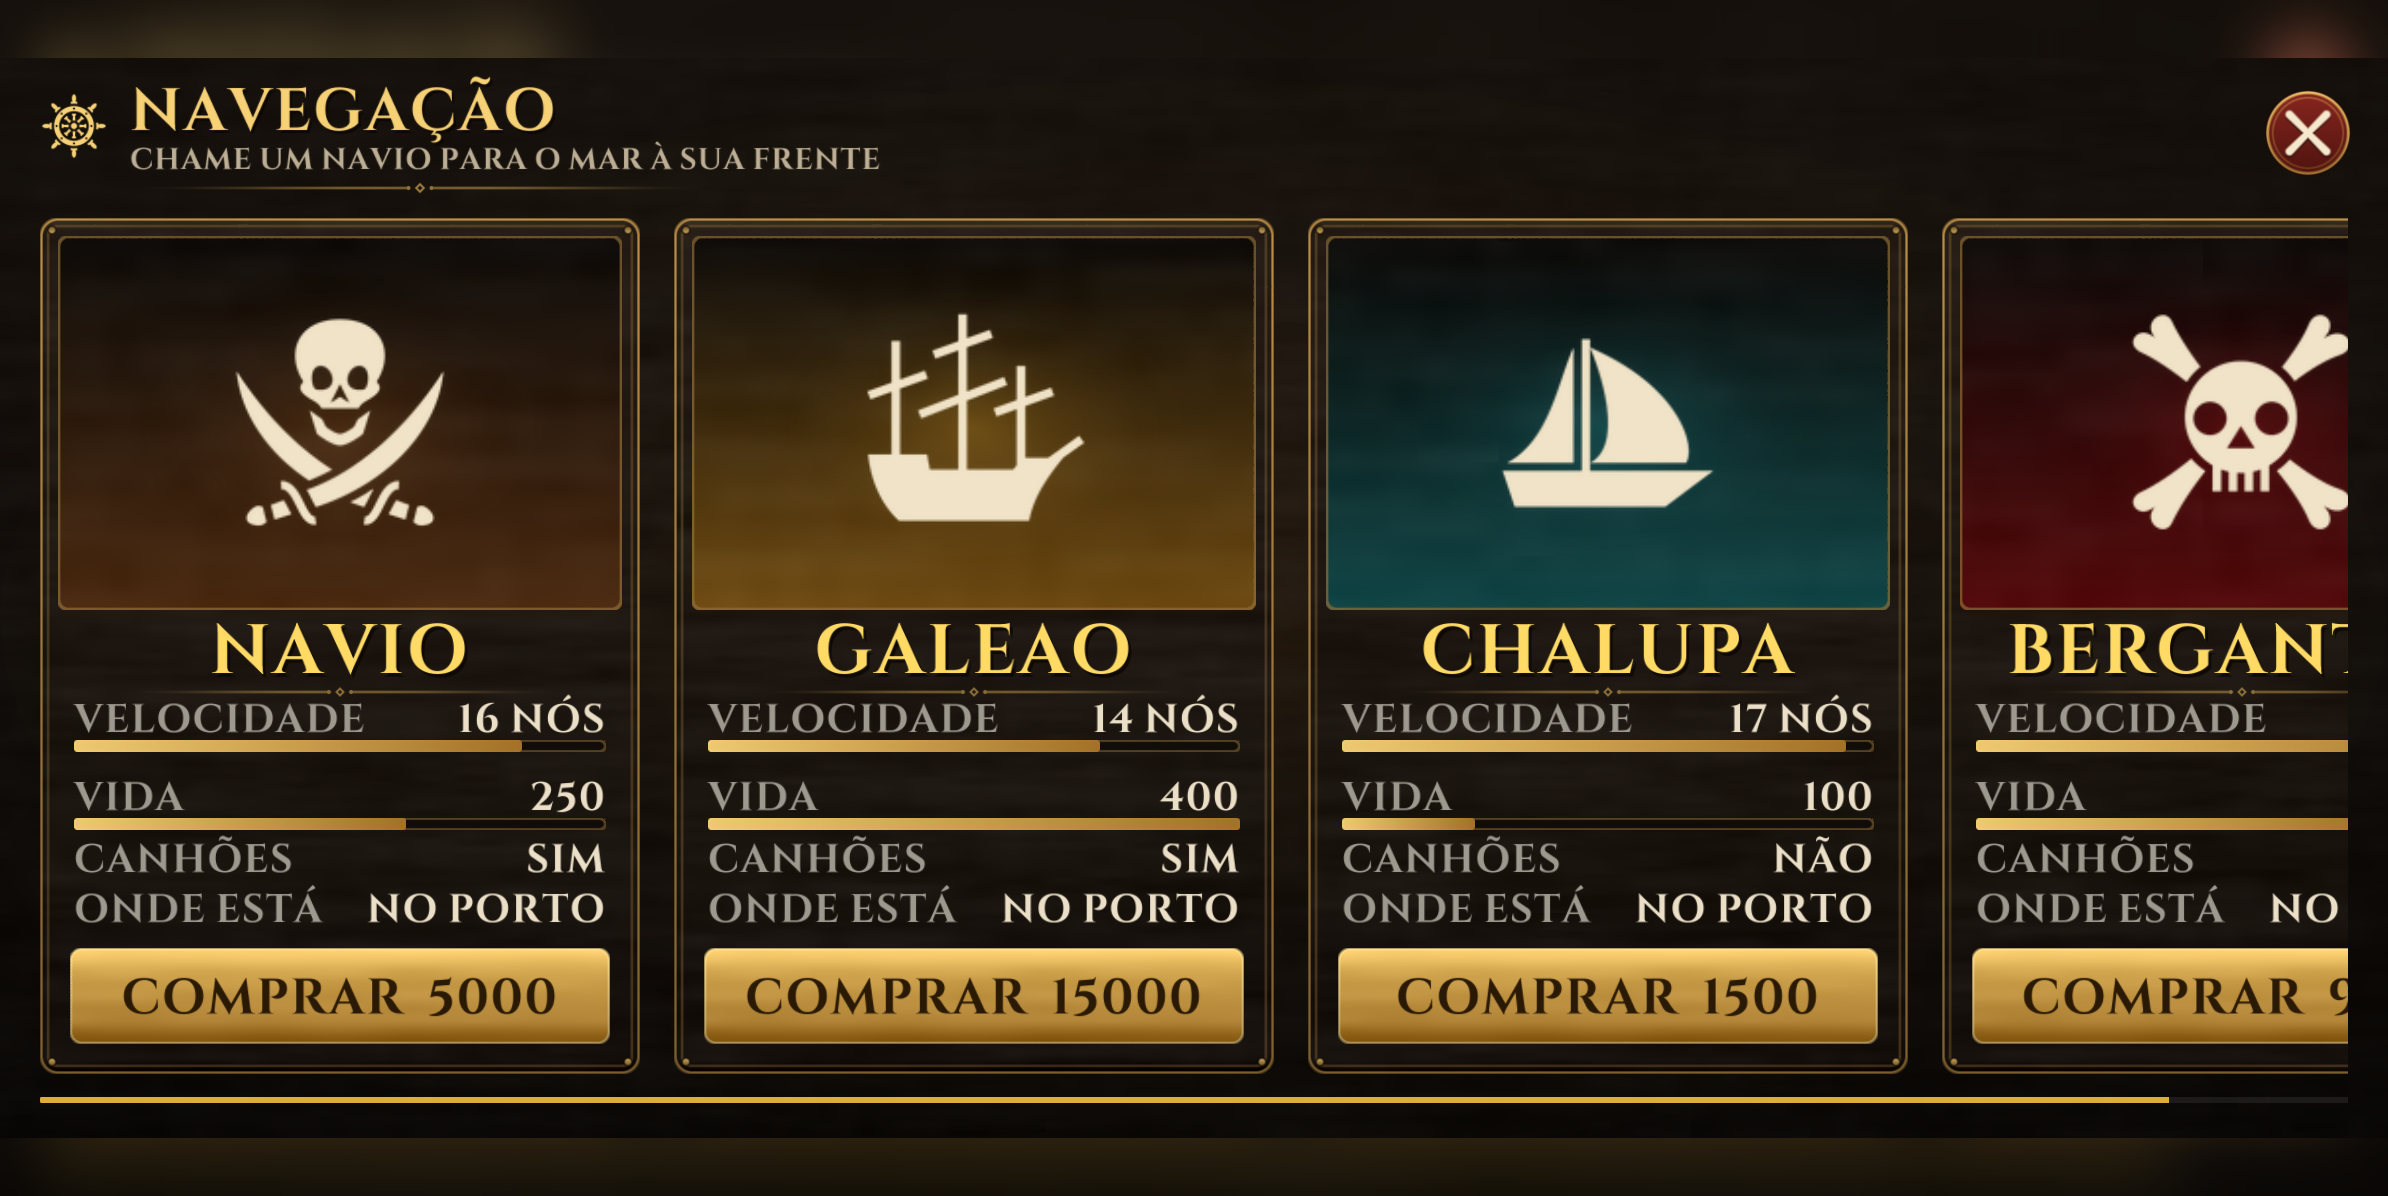 NAVEGAÇÃO
CHAME UM NAVIO PARA O MAR À SUA FRENTE
NAVIO
VELOCIDADE 16 NÓS
VIDA 250
CANHÕES SIM
ONDE ESTÁ NO PORTO
COMPRAR 5000
GALEAO
VELOCIDADE 14 NÓS
VIDA 400
CANHÕES SIM
ONDE ESTÁ NO PORTO
COMPRAR 15000
CHALUPA
VELOCIDADE 17 NÓS
VIDA 100
CANHÕES NÃO
ONDE ESTÁ NO PORTO
COMPRAR 1500
VELOCIDADE
VIDA
CANHÕES
ONDE ESTÁ NO
COMPRAR